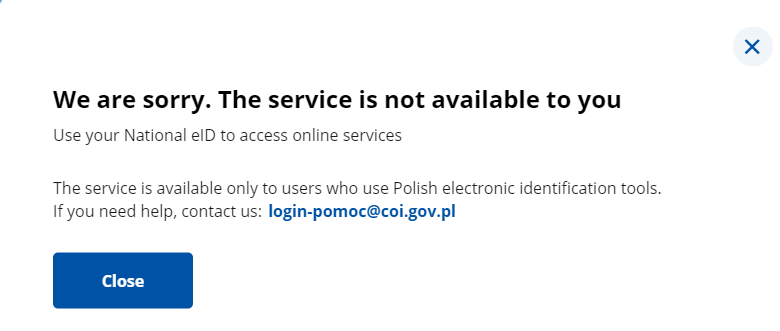 We are sorry. The service is not available to you
Use your National eID to access online services
The service is available only to users who use Polish electronic identification tools.
If you need help, contact us: login-pomoc@coi.gov.pl
Close